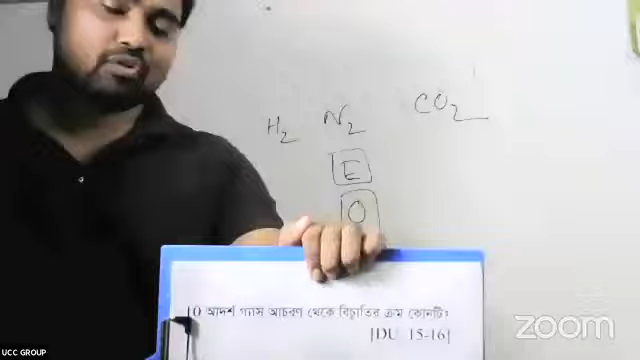 H₂ N₂ CO₂
E
O
10 আদর্শ গ্যাস আচরণ থেকে বিচ্যুতির ক্রম কোনটি?
[DU 15-16]
UCC GROUP
zoom